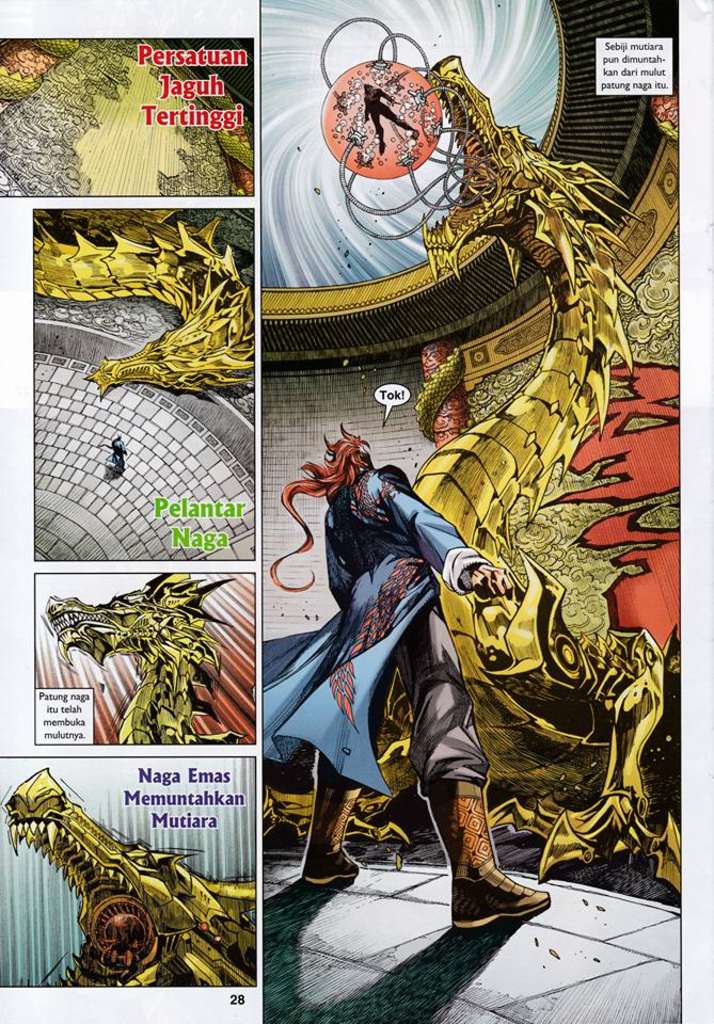 Persatuan
Jaguh
Tertinggi
Pelantar
Naga
Patung naga
itu telah
membuka
mulutnya.
Naga Emas
Memuntahkan
Mutiara
28
Sebiji mutiara
pun dimuntah-
kan dari mulut
patung naga itu.
Tok!